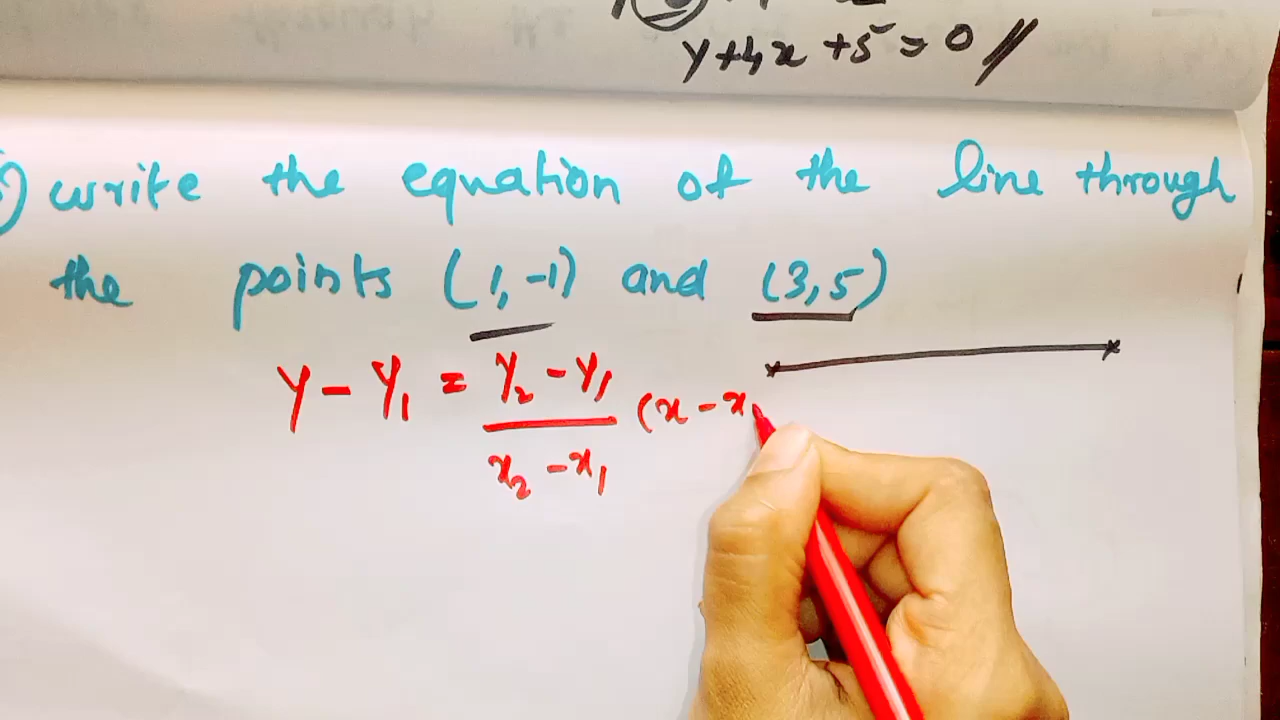 y+4x+5=0 //
) write the equation of the line through
the points (1,-1) and (3,5)
y - y₁ = y₂ - y₁ / x₂ - x₁ (x - x